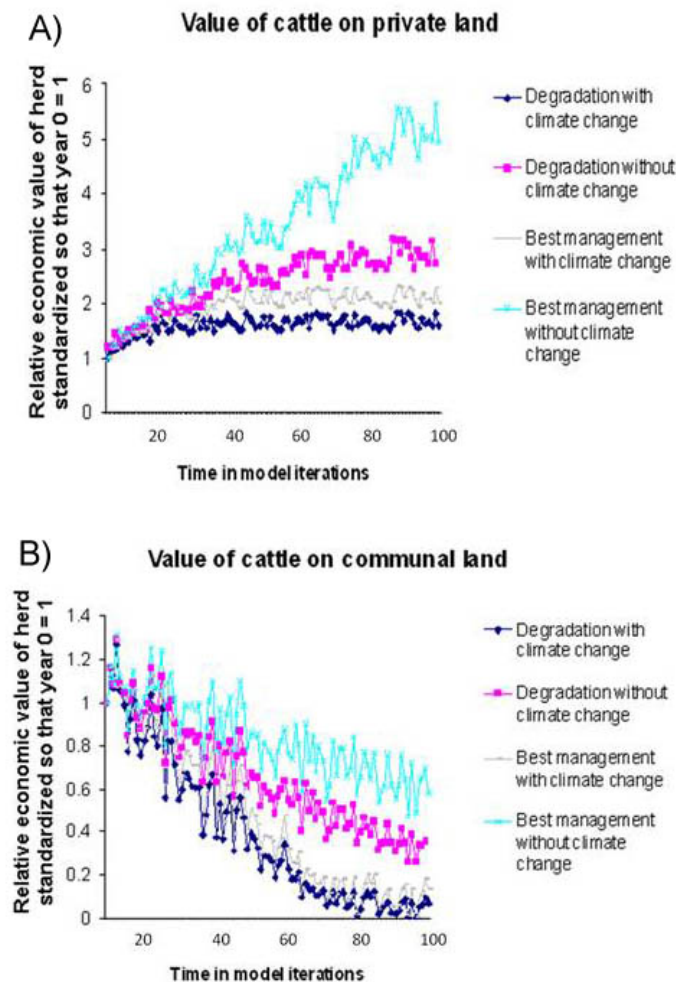 A)
Value of cattle on private land
Relative economic value of herd
standardized so that year 0 = 1
6
5
4
3
2
1
0
20 40 60 80 100
Time in model iterations
Degradation with
climate change
Degradation without
climate change
Best management
with climate change
Best management
without climate
change
B)
Value of cattle on communal land
Relative economic value of herd
standardized so that year 0 = 1
1.4
1.2
1
0.8
0.6
0.4
0.2
0
20 40 60 80 100
Time in model iterations
Degradation with
climate change
Degradation without
climate change
Best management
with climate change
Best management
without climate
change